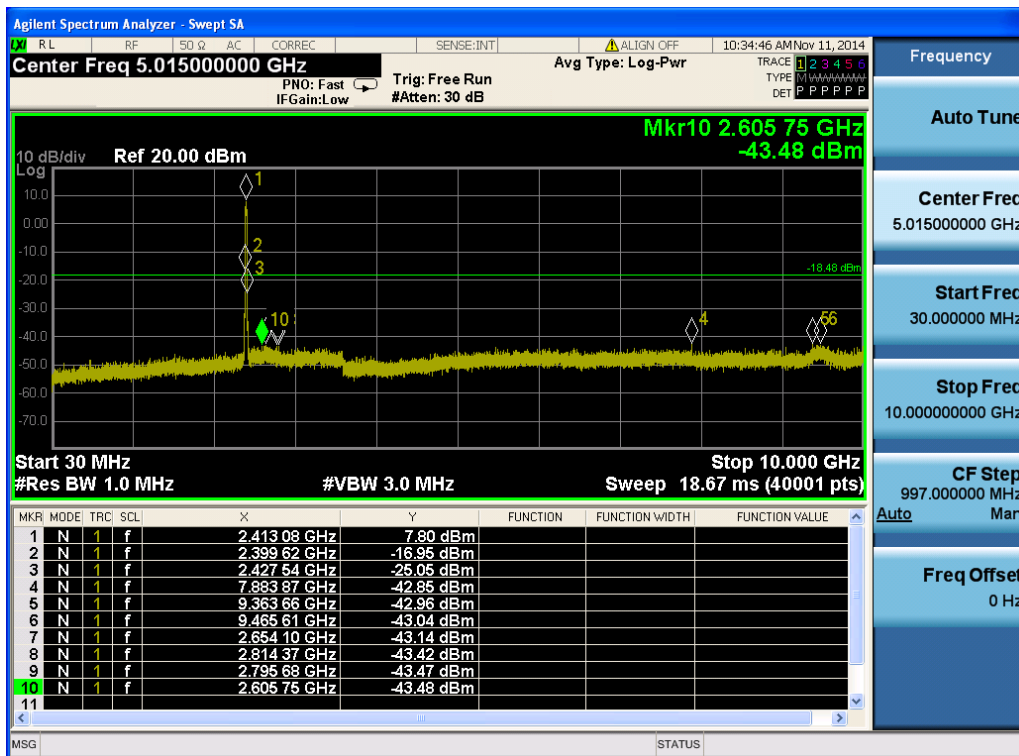 Agilent Spectrum Analyzer - Swept SA
LXI RL RF 50 Ω AC CORREC SENSE:INT ALIGN OFF 10:34:46 AM Nov 11, 2014
Center Freq 5.015000000 GHz
PNO: Fast
IFGain:Low
Trig: Free Run
#Atten: 30 dB
Avg Type: Log-Pwr
TRACE 1 2 3 4 5 6
TYPE M WWWWW
DET P P P P P P
Mkr10 2.605 75 GHz
-43.48 dBm
10 dB/div Ref 20.00 dBm
Log
10.0
0.00
-10.0
-20.0
-30.0
-40.0
-50.0
-60.0
-70.0
1
2
3
10
4
56
-18.48 dBm
Start 30 MHz Stop 10.000 GHz
#Res BW 1.0 MHz #VBW 3.0 MHz Sweep 18.67 ms (40001 pts)
MKR MODE TRC SCL X Y FUNCTION FUNCTION WIDTH FUNCTION VALUE
1 N 1 f 2.413 08 GHz 7.80 dBm
2 N 1 f 2.399 62 GHz -16.95 dBm
3 N 1 f 2.427 54 GHz -25.05 dBm
4 N 1 f 7.883 87 GHz -42.85 dBm
5 N 1 f 9.363 66 GHz -42.96 dBm
6 N 1 f 9.465 61 GHz -43.04 dBm
7 N 1 f 2.654 10 GHz -43.14 dBm
8 N 1 f 2.814 37 GHz -43.42 dBm
9 N 1 f 2.795 68 GHz -43.47 dBm
10 N 1 f 2.605 75 GHz -43.48 dBm
11
MSG STATUS
Frequency
Auto Tune
Center Freq
5.015000000 GHz
Start Freq
30.000000 MHz
Stop Freq
10.000000000 GHz
CF Step
997.000000 MHz
Auto Man
Freq Offset
0 Hz